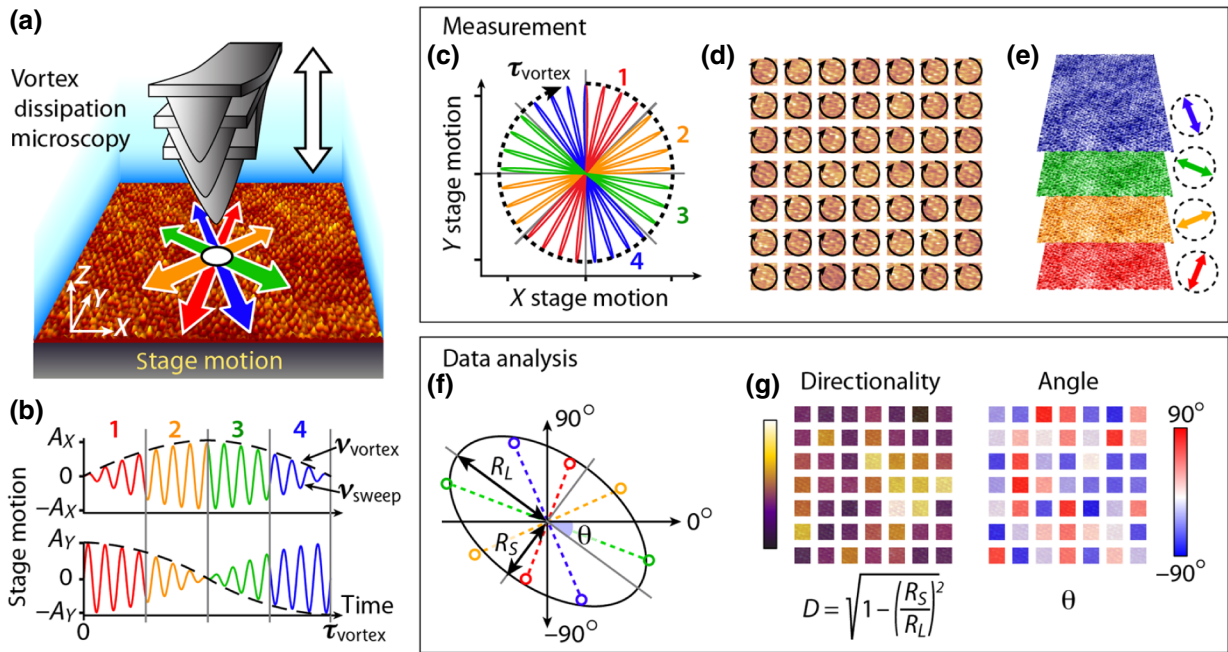 (a)
Vortex
dissipation
microscopy
Z
Y
X
Stage motion
(b)
1 2 3 4
Stage motion
A_X
0
−A_X
ν_vortex
ν_sweep
A_Y
0
−A_Y
Time
0
τ_vortex
Measurement
(c)
τ_vortex
1
2
3
4
Y stage motion
X stage motion
(d)
(e)
Data analysis
(f)
90°
R_L
R_S
θ
0°
−90°
(g)
Directionality
Angle
90°
−90°
D = √(1 − (R_S/R_L)²)
θ